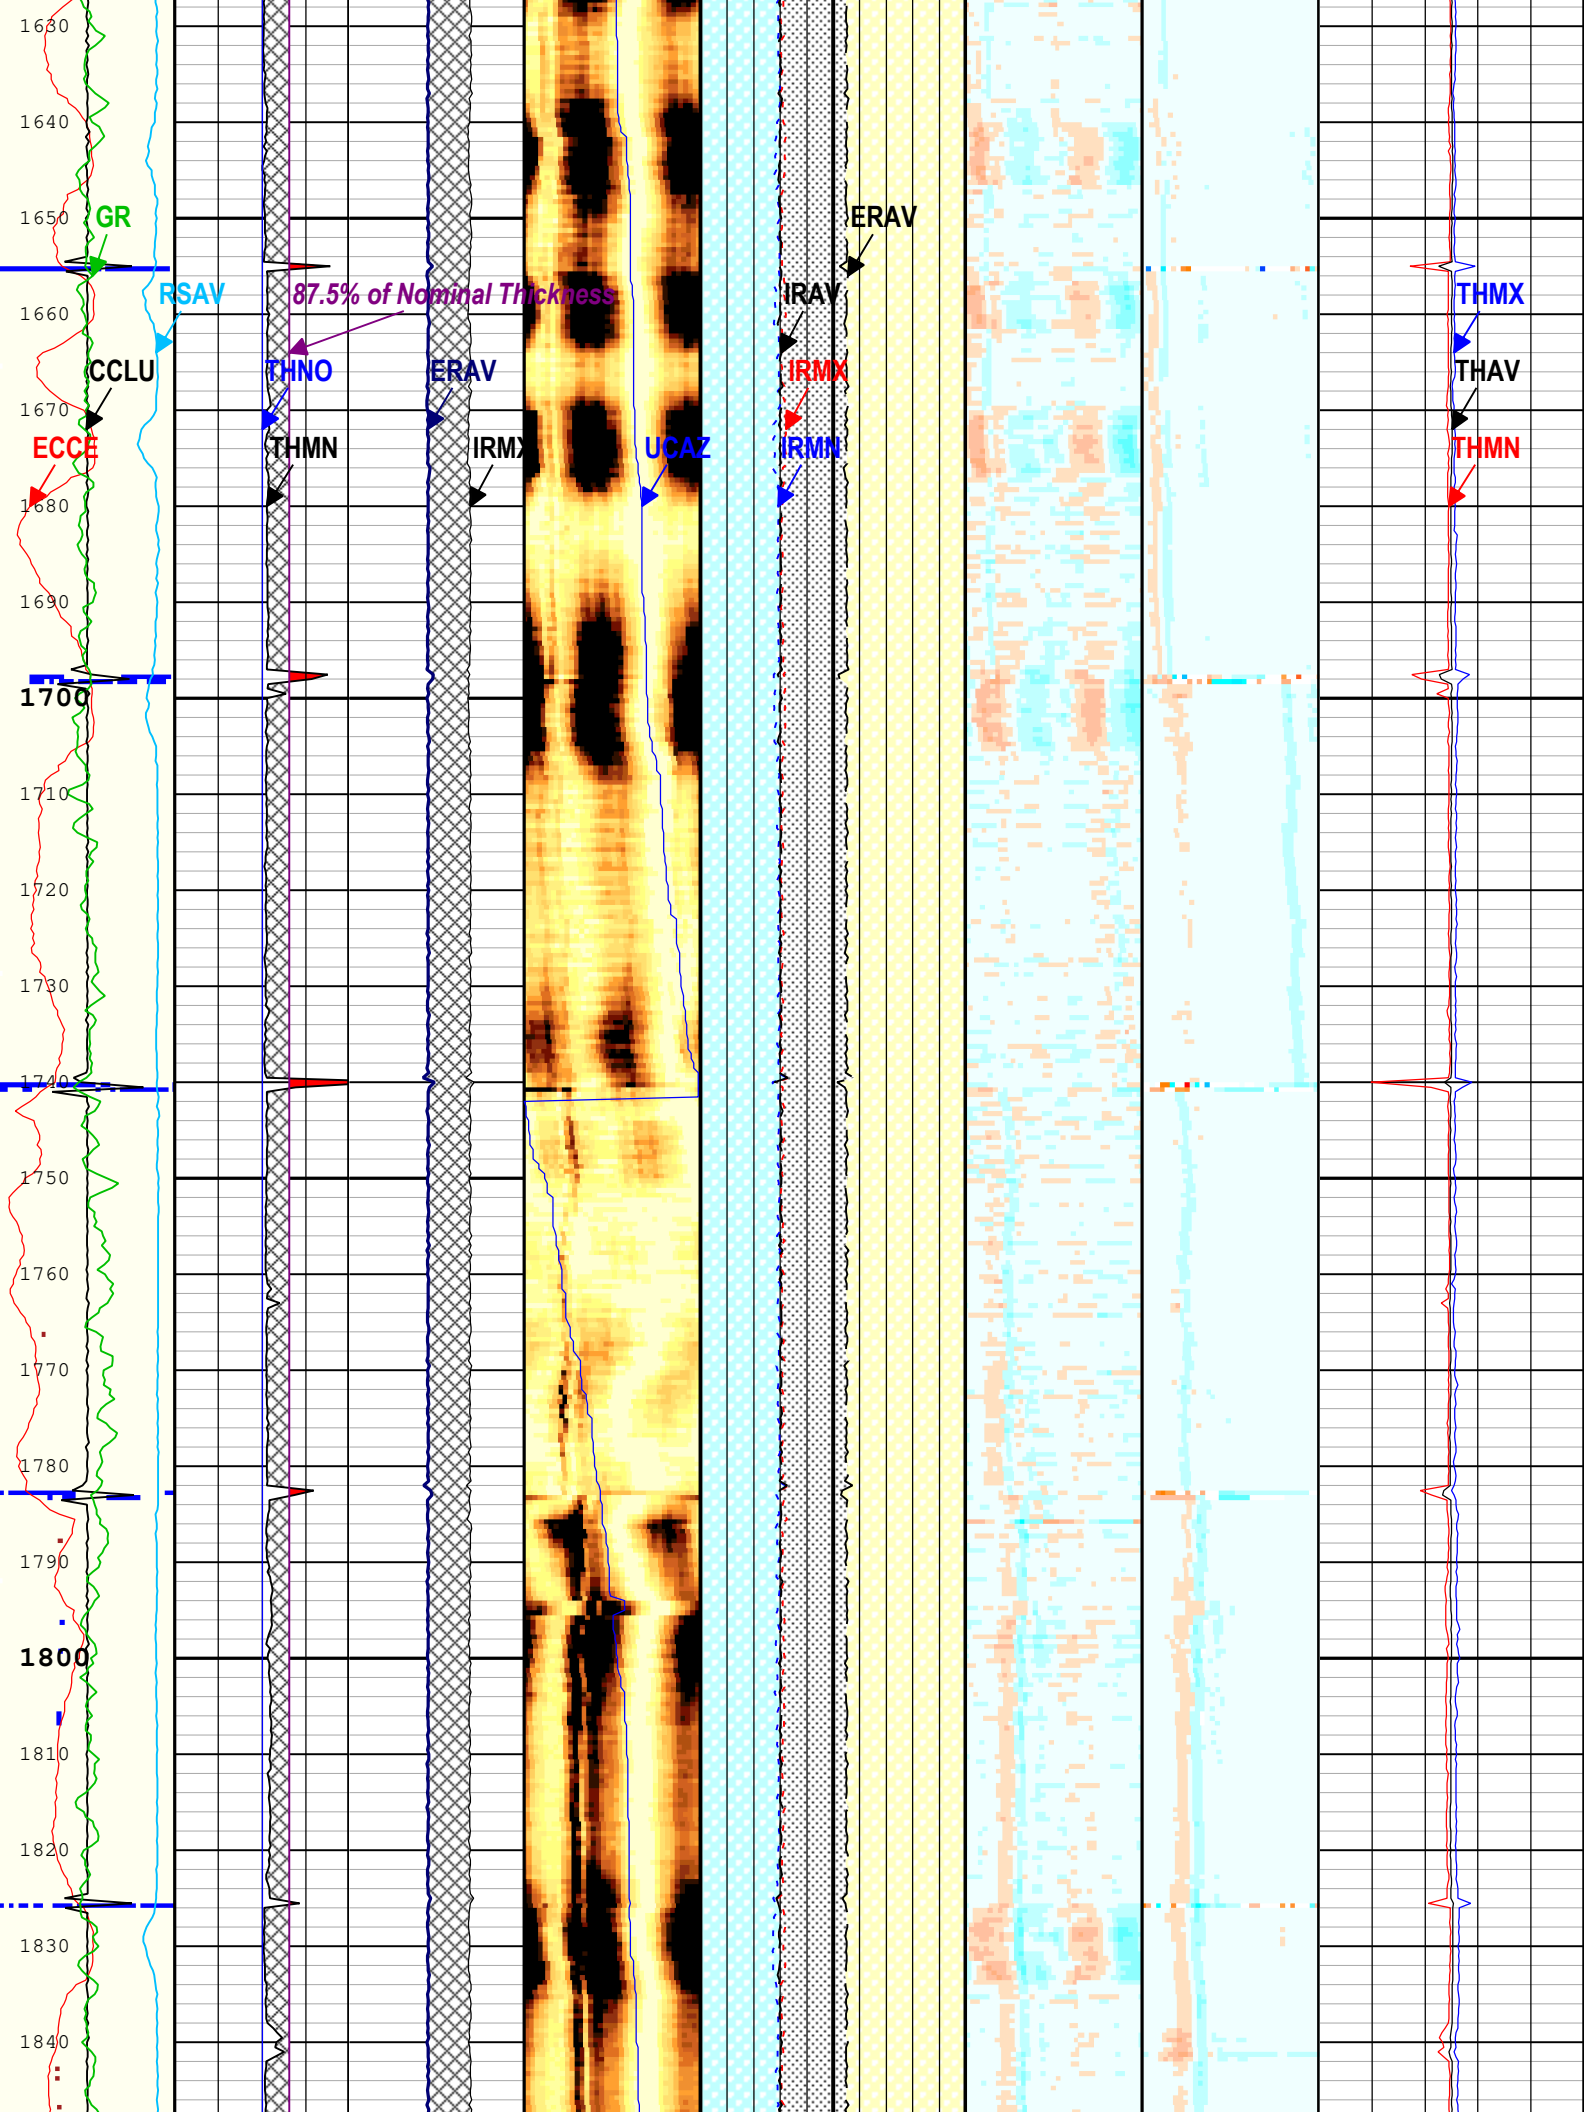 1630
1640
1650
GR
ERAV
RSAV
87.5% of Nominal Thickness
IRAV
THMX
1660
CCLU
THNO
ERAV
IRMX
THAV
1670
ECCE
THMN
IRMX
UCAZ
IRMN
THMN
1680
1690
1700
1710
1720
1730
1740
1750
1760
1770
1780
1790
1800
1810
1820
1830
1840